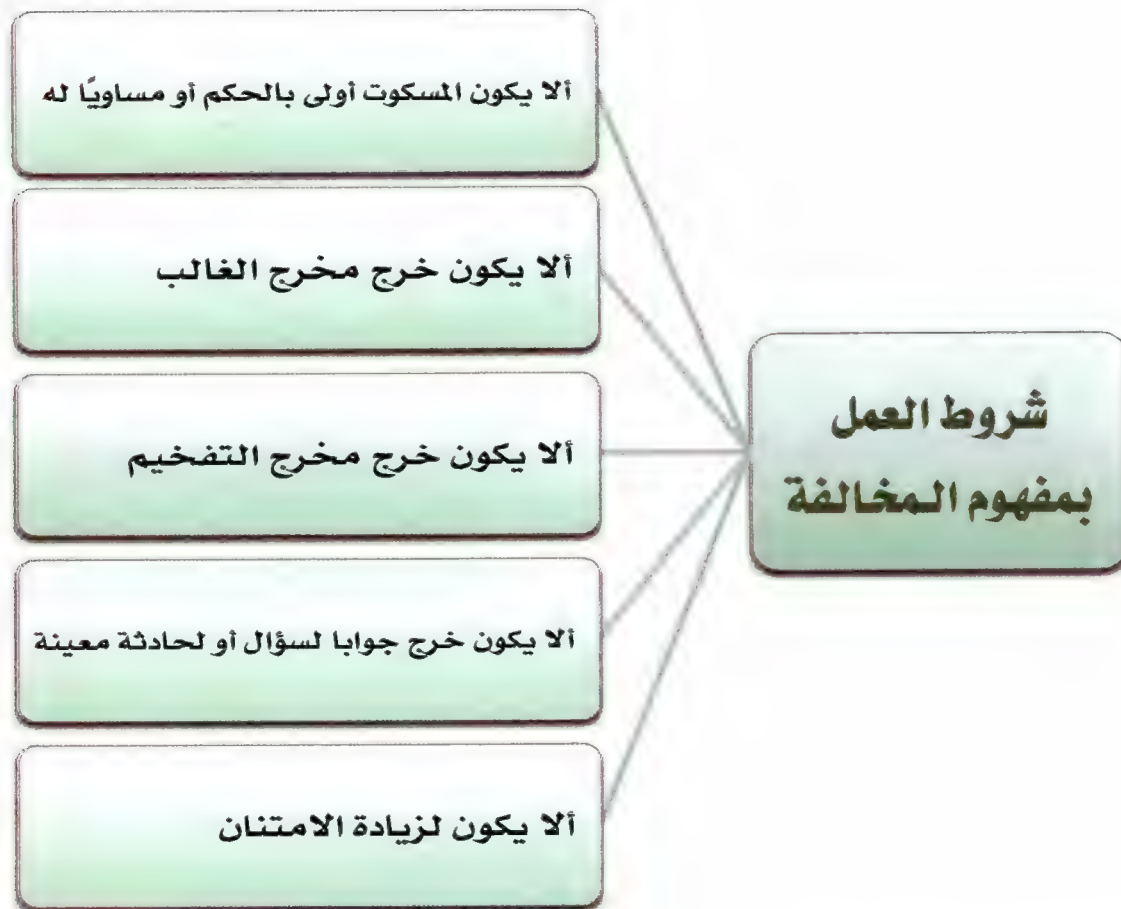 شروط العمل
بمفهوم المخالفة
ألا يكون المسكوت أولى بالحكم أو مساويًا له
ألا يكون خرج مخرج الغالب
ألا يكون خرج مخرج التفخيم
ألا يكون خرج جوابا لسؤال أو لحادثة معينة
ألا يكون لزيادة الامتنان